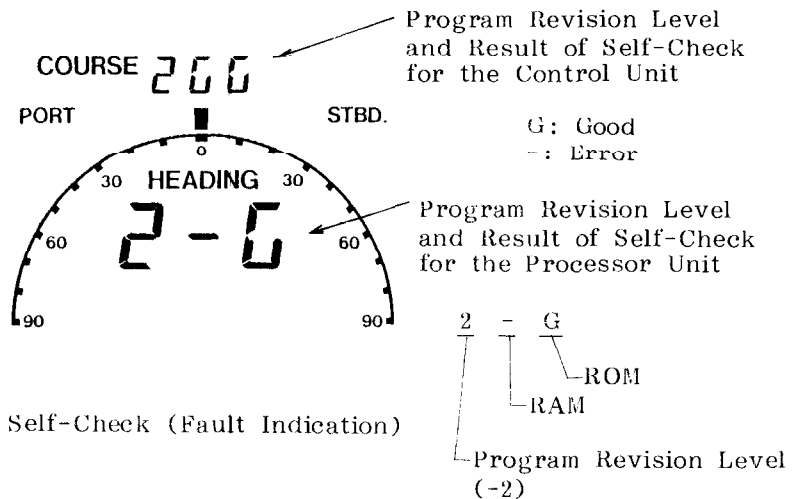 Program Revision Level
and Result of Self-Check
for the Control Unit
COURSE 2GG
PORT
STBD.
G: Good
-: Error
0
30 HEADING 30
2-G
Program Revision Level
and Result of Self-Check
for the Processor Unit
60 60
90 90
2 - G
ROM
RAM
Program Revision Level
(-2)
Self-Check (Fault Indication)